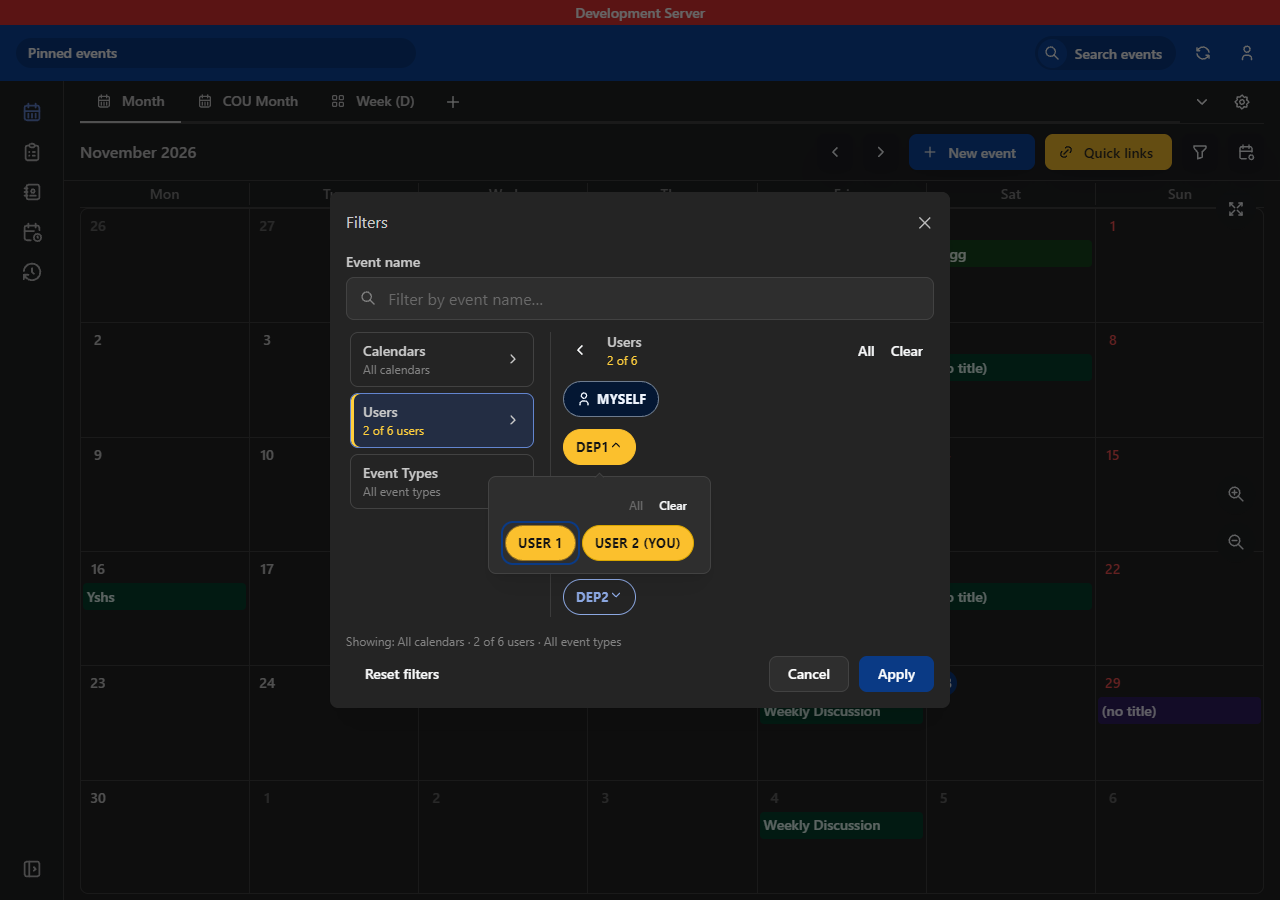 Development Server
Pinned events
Search events
Month
COU Month
Week (D)
November 2026
New event
Quick links
Mon
Sat
Sun
26
27
1
2
3
8
9
10
15
16
17
22
Yshs
23
24
29
Weekly Discussion
(no title)
30
1
2
3
4
5
6
Weekly Discussion
Filters
Event name
Filter by event name...
Calendars
All calendars
Users
2 of 6 users
Event Types
All event types
Users
2 of 6
All
Clear
MYSELF
DEP1
All
Clear
USER 1
USER 2 (YOU)
DEP2
Showing: All calendars · 2 of 6 users · All event types
Reset filters
Cancel
Apply